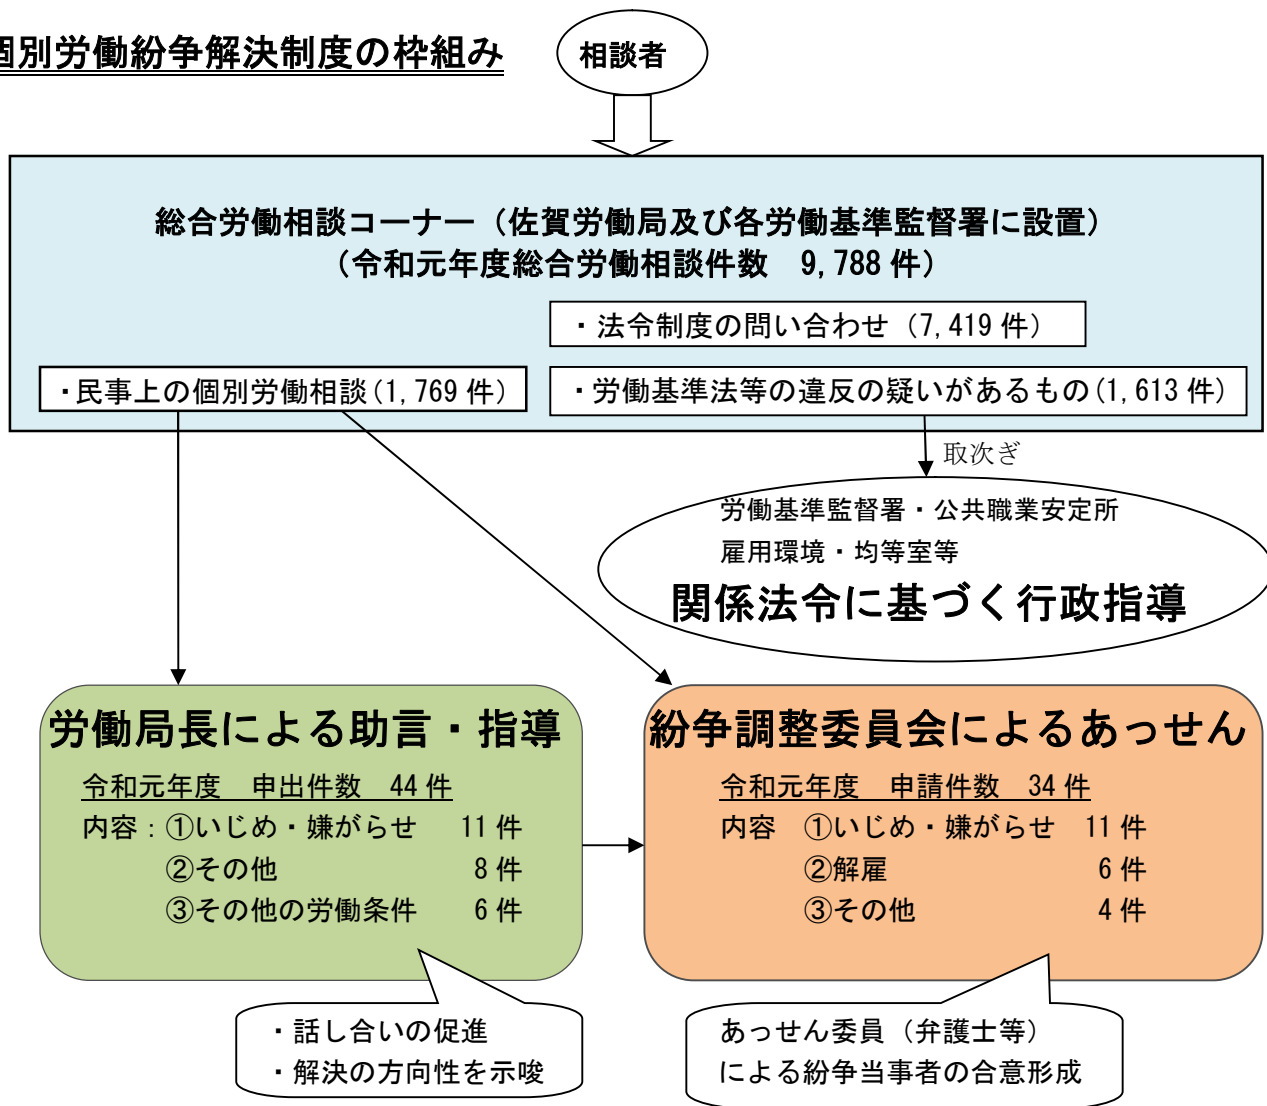 個別労働紛争解決制度の枠組み
相談者
総合労働相談コーナー（佐賀労働局及び各労働基準監督署に設置）
（令和元年度総合労働相談件数　9,788 件）
・法令制度の問い合わせ（7,419 件）
・民事上の個別労働相談(1,769 件)
・労働基準法等の違反の疑いがあるもの(1,613 件)
取次ぎ
労働基準監督署・公共職業安定所
雇用環境・均等室等
関係法令に基づく行政指導
労働局長による助言・指導
令和元年度　申出件数　44 件
内容：①いじめ・嫌がらせ　11 件
②その他　8 件
③その他の労働条件　6 件
紛争調整委員会によるあっせん
令和元年度　申請件数　34 件
内容　①いじめ・嫌がらせ　11 件
②解雇　6 件
③その他　4 件
・話し合いの促進
・解決の方向性を示唆
あっせん委員（弁護士等）
による紛争当事者の合意形成